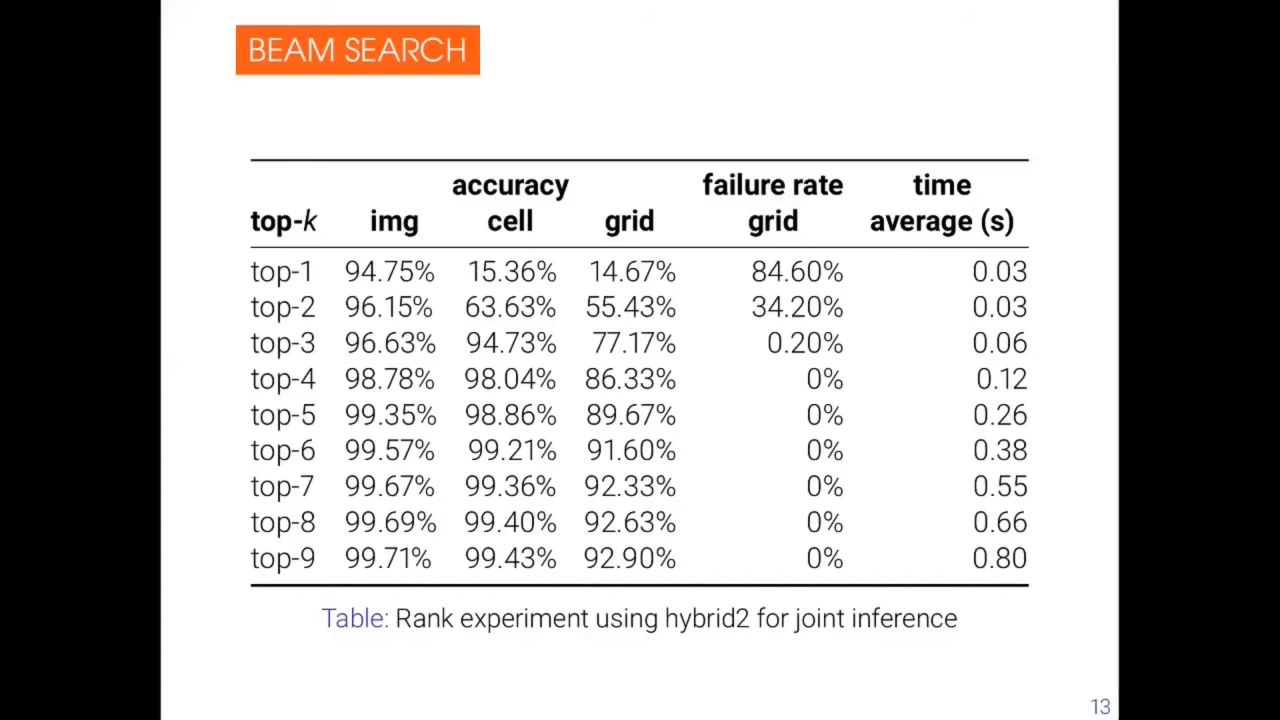 BEAM SEARCH
accuracy failure rate time
top-k img cell grid grid average (s)
top-1 94.75% 15.36% 14.67% 84.60% 0.03
top-2 96.15% 63.63% 55.43% 34.20% 0.03
top-3 96.63% 94.73% 77.17% 0.20% 0.06
top-4 98.78% 98.04% 86.33% 0% 0.12
top-5 99.35% 98.86% 89.67% 0% 0.26
top-6 99.57% 99.21% 91.60% 0% 0.38
top-7 99.67% 99.36% 92.33% 0% 0.55
top-8 99.69% 99.40% 92.63% 0% 0.66
top-9 99.71% 99.43% 92.90% 0% 0.80
Table: Rank experiment using hybrid2 for joint inference
13